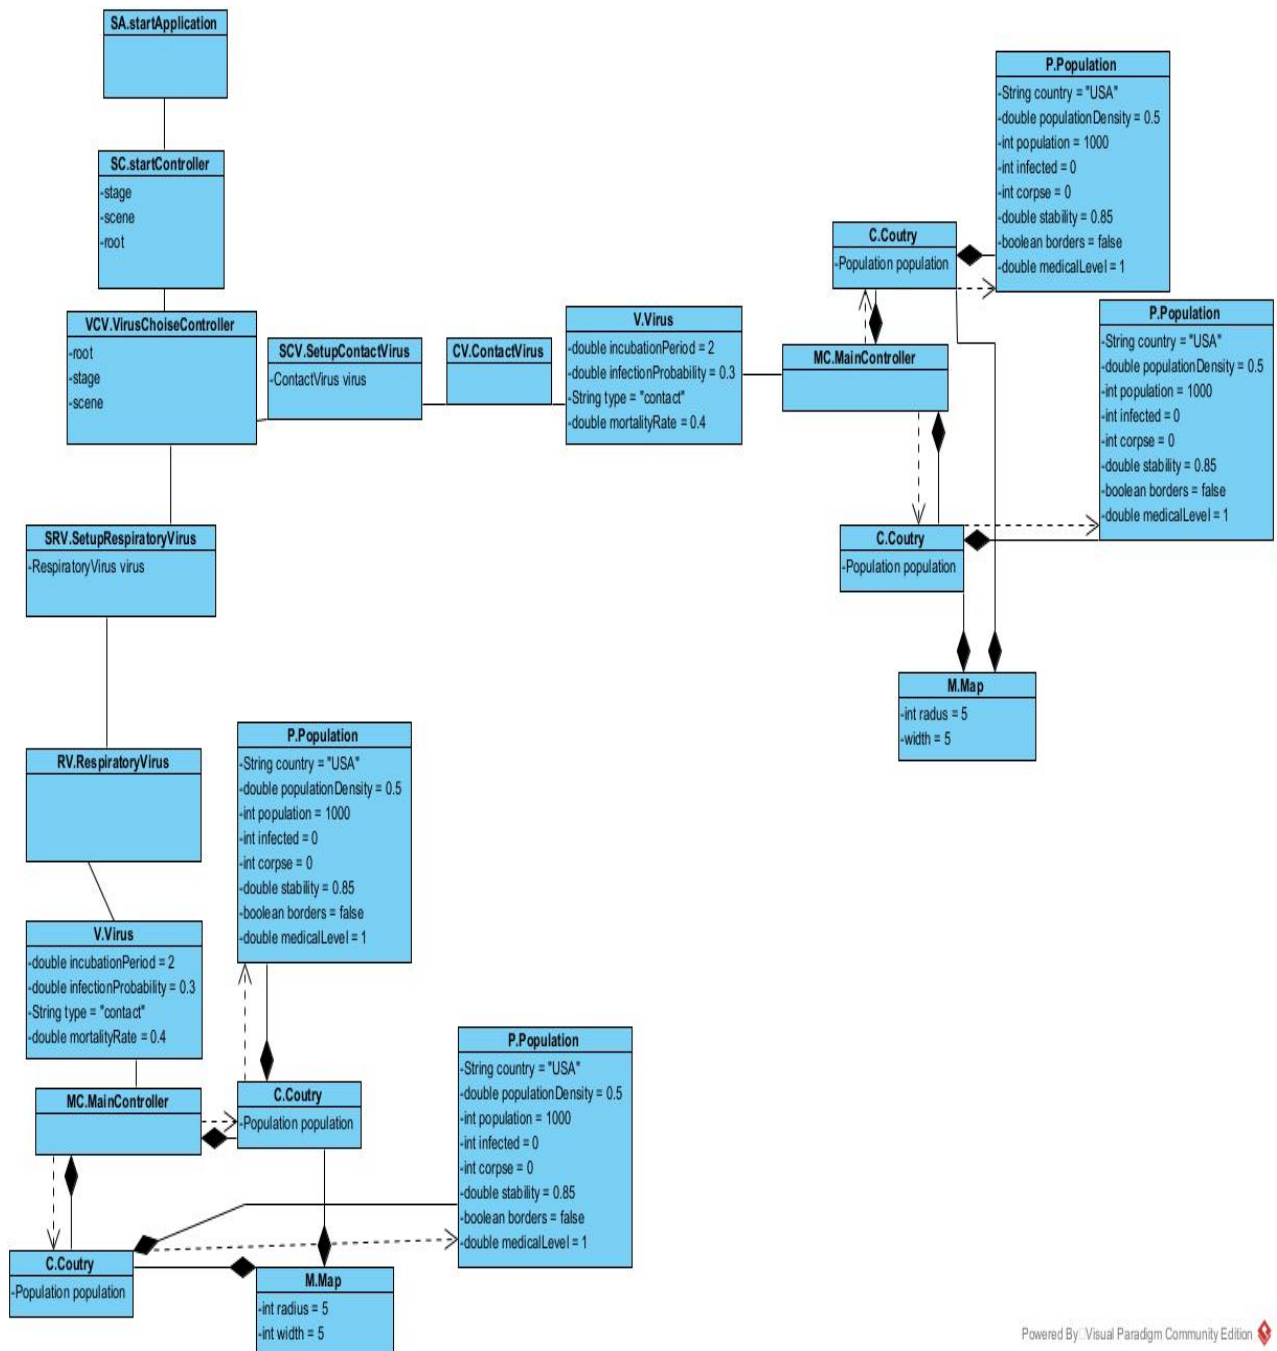 SA.startApplication
SC.startController
-stage
-scene
-root
VCV.VirusChoiseController
-root
-stage
-scene
SCV.SetupContactVirus
-ContactVirus virus
CV.ContactVirus
V.Virus
-double incubationPeriod = 2
-double infectionProbability = 0.3
-String type = "contact"
-double mortalityRate = 0.4
MC.MainController
C.Coutry
-Population population
P.Population
-String country = "USA"
-double populationDensity = 0.5
-int population = 1000
-int infected = 0
-int corpse = 0
-double stability = 0.85
-boolean borders = false
-double medicalLevel = 1
P.Population
-String country = "USA"
-double populationDensity = 0.5
-int population = 1000
-int infected = 0
-int corpse = 0
-double stability = 0.85
-boolean borders = false
-double medicalLevel = 1
C.Coutry
-Population population
M.Map
-int radus = 5
-width = 5
SRV.SetupRespiratoryVirus
-RespiratoryVirus virus
RV.RespiratoryVirus
V.Virus
-double incubationPeriod = 2
-double infectionProbability = 0.3
-String type = "contact"
-double mortalityRate = 0.4
MC.MainController
P.Population
-String country = "USA"
-double populationDensity = 0.5
-int population = 1000
-int infected = 0
-int corpse = 0
-double stability = 0.85
-boolean borders = false
-double medicalLevel = 1
C.Coutry
-Population population
P.Population
-String country = "USA"
-double populationDensity = 0.5
-int population = 1000
-int infected = 0
-int corpse = 0
-double stability = 0.85
-boolean borders = false
-double medicalLevel = 1
C.Coutry
-Population population
M.Map
-int radius = 5
-int width = 5
Powered By Visual Paradigm Community Edition